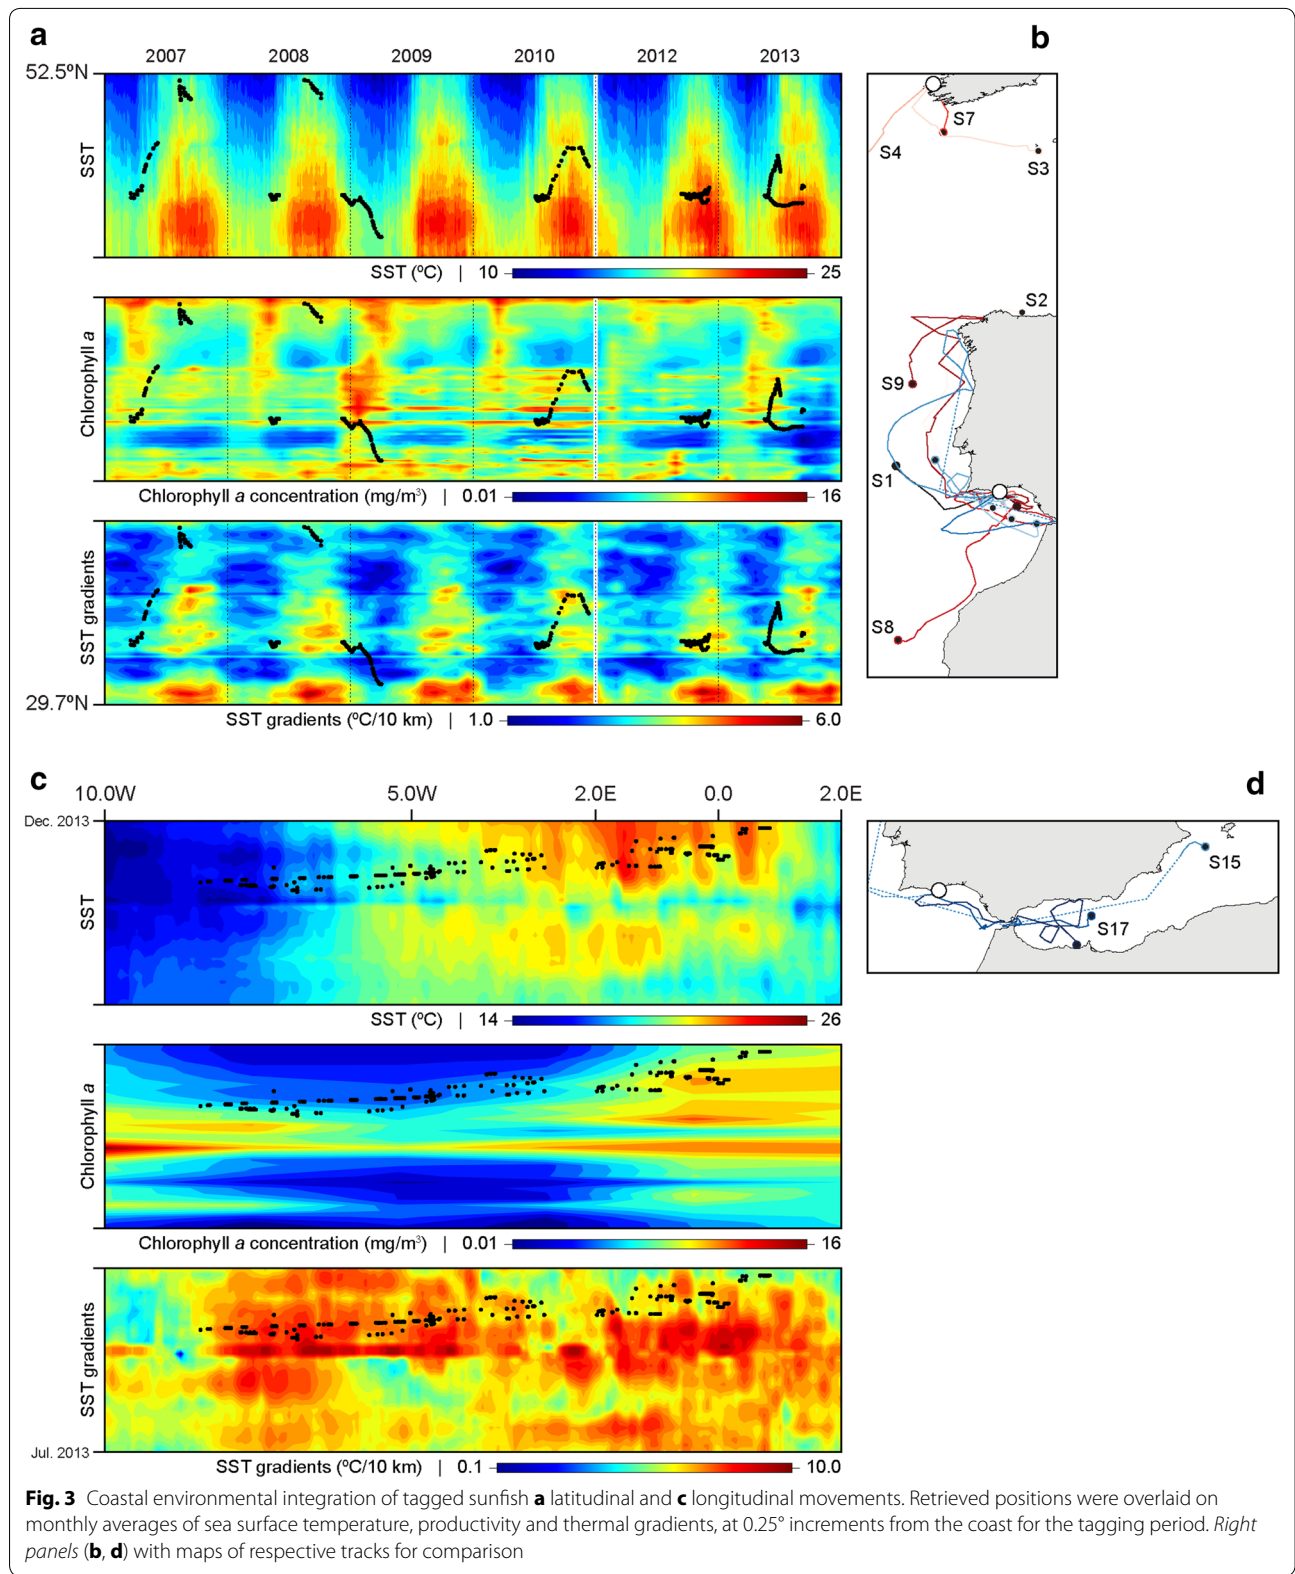 a
b
2007 2008 2009 2010 2012 2013
52.5ºN
SST
SST (ºC) | 10 25
Chlorophyll a
Chlorophyll a concentration (mg/m³) | 0.01 16
SST gradients
29.7ºN
SST gradients (ºC/10 km) | 1.0 6.0
S7
S4
S3
S2
S9
S1
S8
c
d
10.0W 5.0W 2.0E 0.0 2.0E
Dec. 2013
SST
SST (ºC) | 14 26
Chlorophyll a
Chlorophyll a concentration (mg/m³) | 0.01 16
SST gradients
Jul. 2013
SST gradients (ºC/10 km) | 0.1 10.0
S15
S17
Fig. 3 Coastal environmental integration of tagged sunfish a latitudinal and c longitudinal movements. Retrieved positions were overlaid on
monthly averages of sea surface temperature, productivity and thermal gradients, at 0.25° increments from the coast for the tagging period. Right
panels (b, d) with maps of respective tracks for comparison